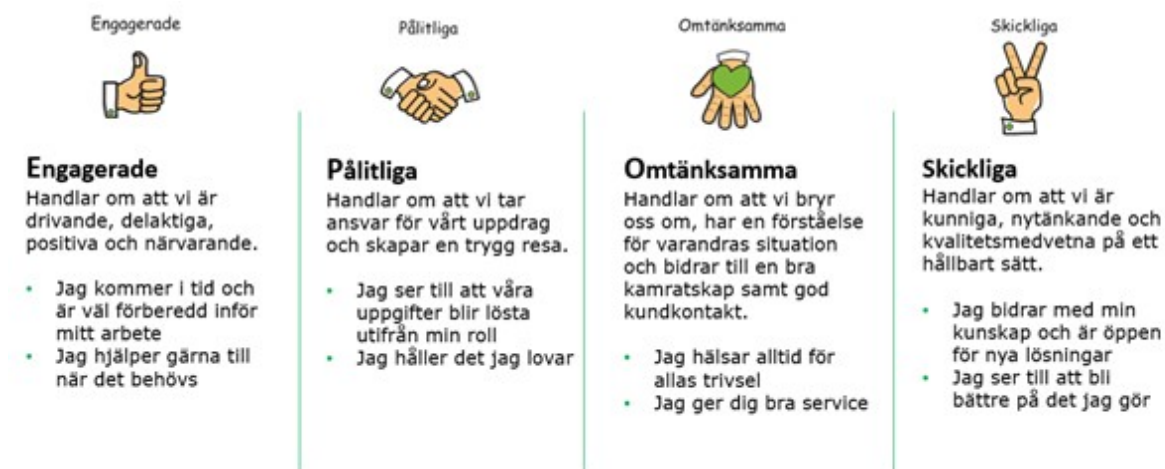 Engagerade
Engagerade
Handlar om att vi är
drivande, delaktiga,
positiva och närvarande.
• Jag kommer i tid och
är väl förberedd inför
mitt arbete
• Jag hjälper gärna till
när det behövs
Pålitliga
Pålitliga
Handlar om att vi tar
ansvar för vårt uppdrag
och skapar en trygg resa.
• Jag ser till att våra
uppgifter blir lösta
utifrån min roll
• Jag håller det jag lovar
Omtänksamma
Omtänksamma
Handlar om att vi bryr
oss om, har en förståelse
för varandras situation
och bidrar till en bra
kamratskap samt god
kundkontakt.
• Jag hälsar alltid för
allas trivsel
• Jag ger dig bra service
Skickliga
Skickliga
Handlar om att vi är
kunniga, nytänkande och
kvalitetsmedvetna på ett
hållbart sätt.
• Jag bidrar med min
kunskap och är öppen
för nya lösningar
• Jag ser till att bli
bättre på det jag gör